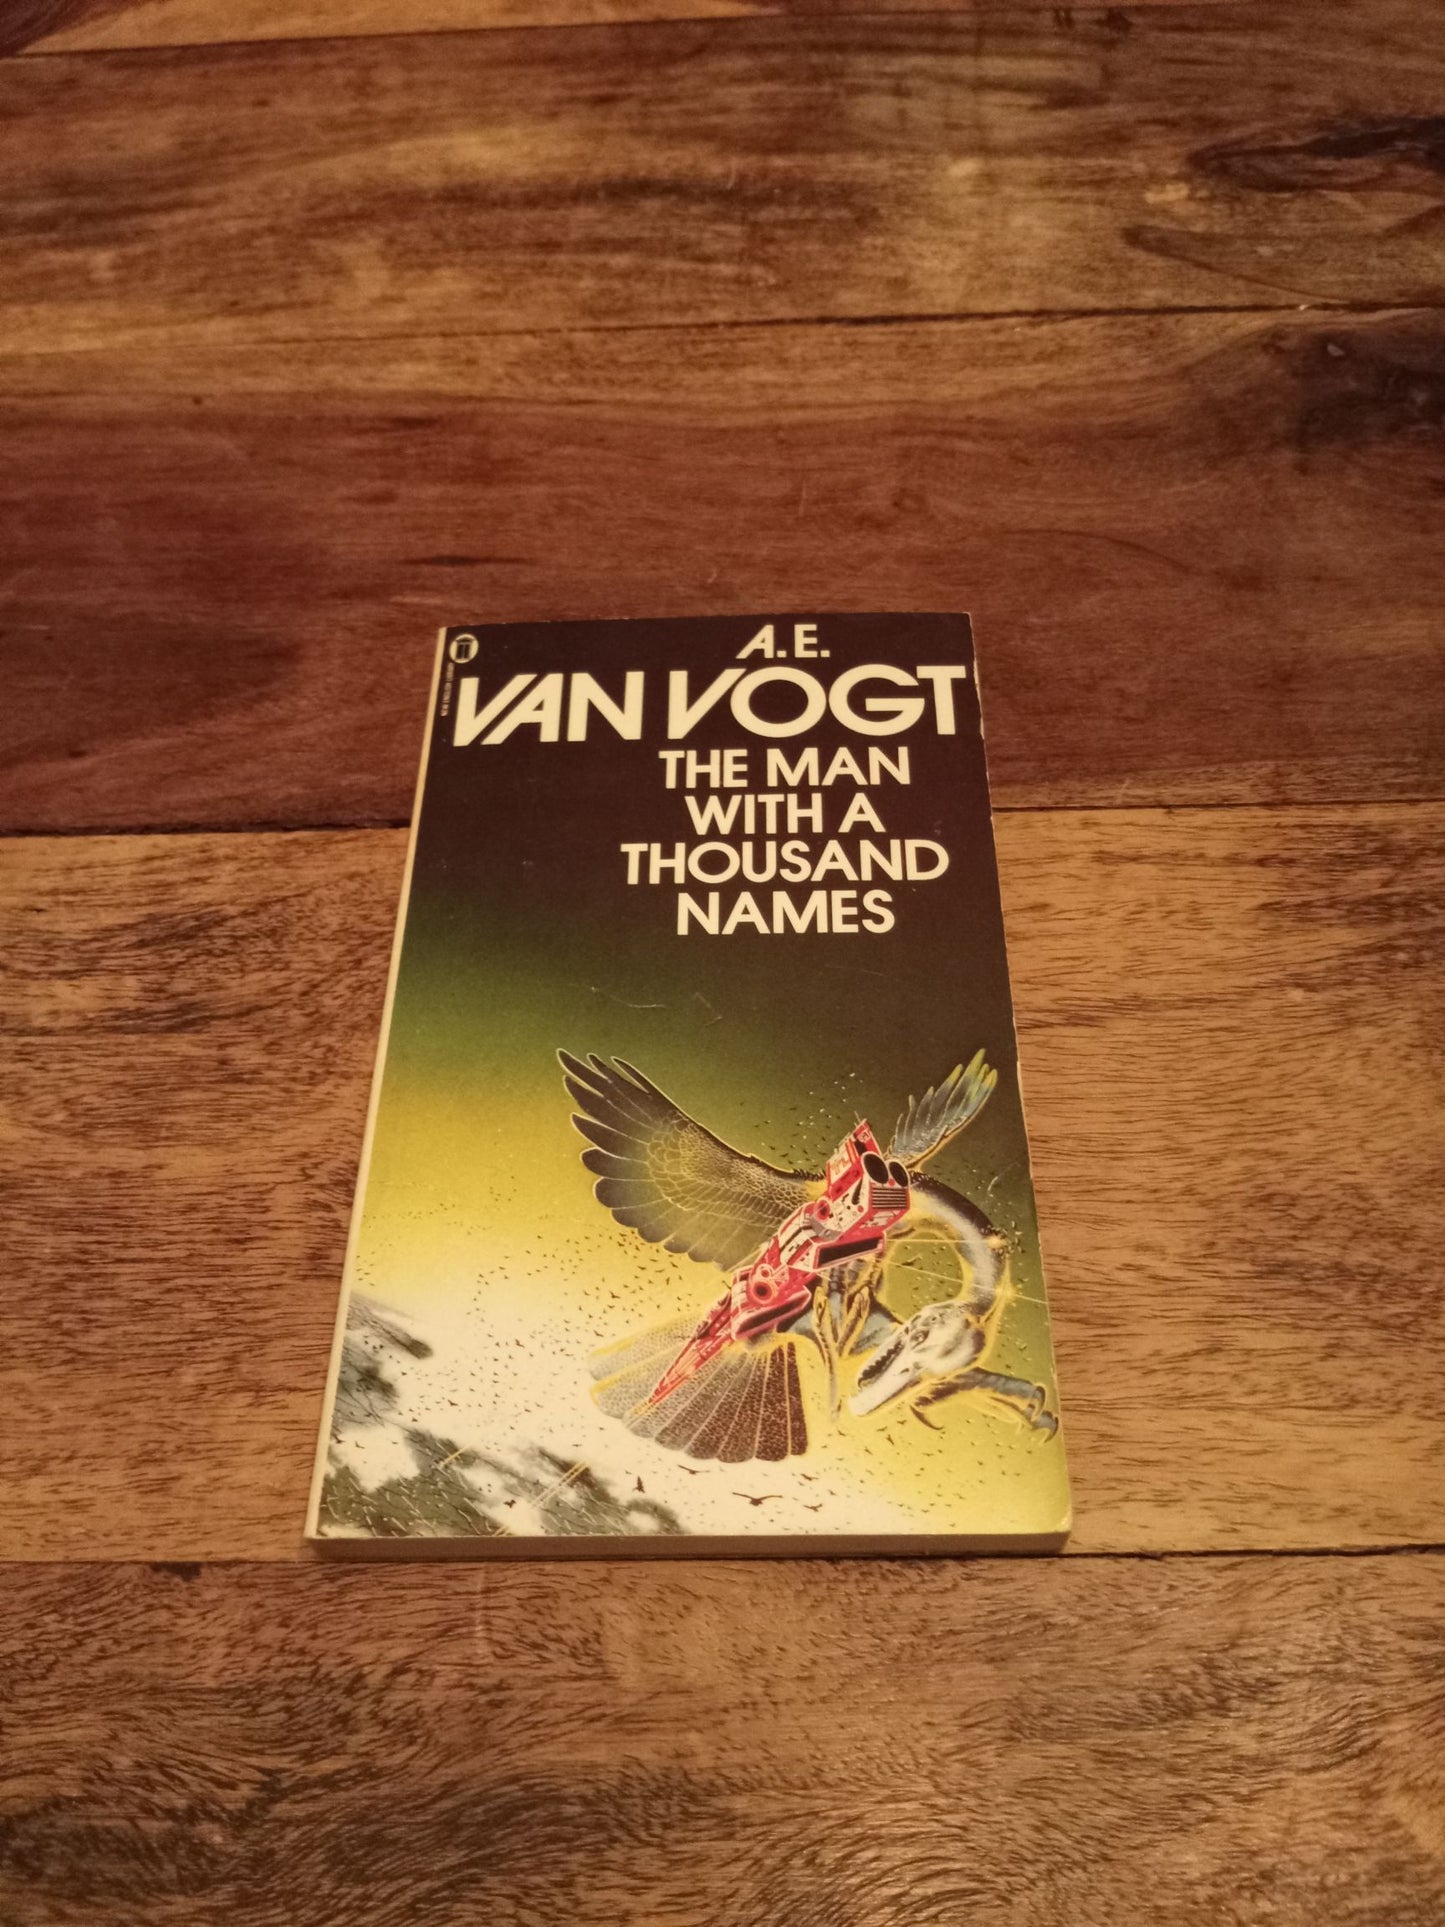 A.E.
VAN VOGT
THE MAN
WITH A
THOUSAND
NAMES